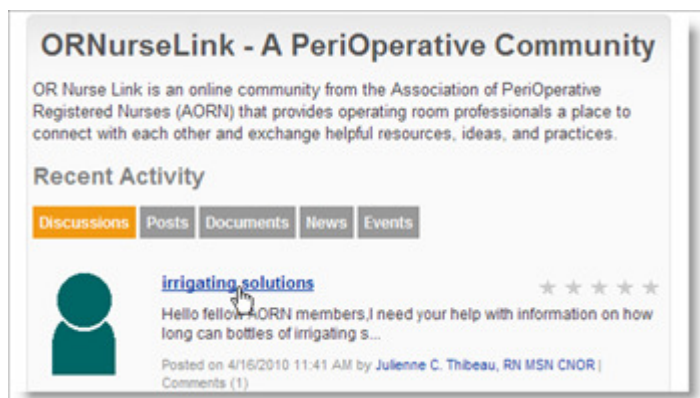 ORNurseLink - A PeriOperative Community
OR Nurse Link is an online community from the Association of PeriOperative
Registered Nurses (AORN) that provides operating room professionals a place to
connect with each other and exchange helpful resources, ideas, and practices.
Recent Activity
Discussions Posts Documents News Events
irrigating solutions
Hello fellow AORN members,I need your help with information on how
long can bottles of irrigating s...
Posted on 4/16/2010 11:41 AM by Julienne C. Thibeau, RN MSN CNOR |
Comments (1)